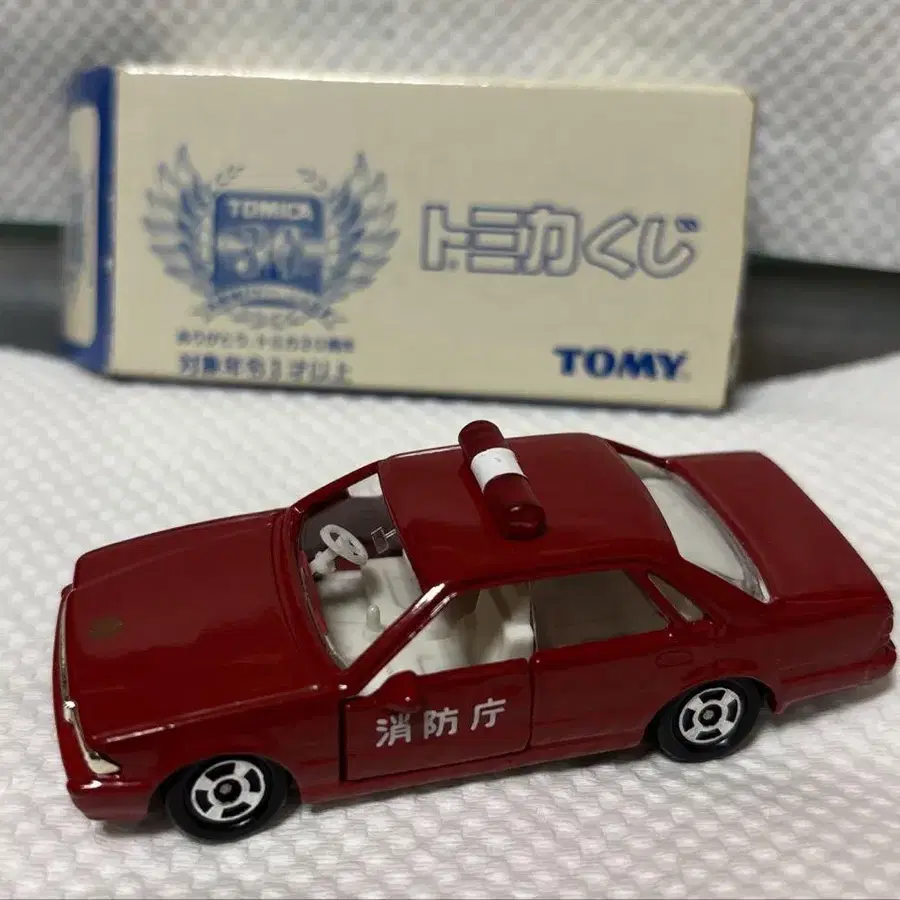 TOMICA
30
トミカくじ
ありがとう トミカ30周年
対象年令3才以上
TOMY
消防庁